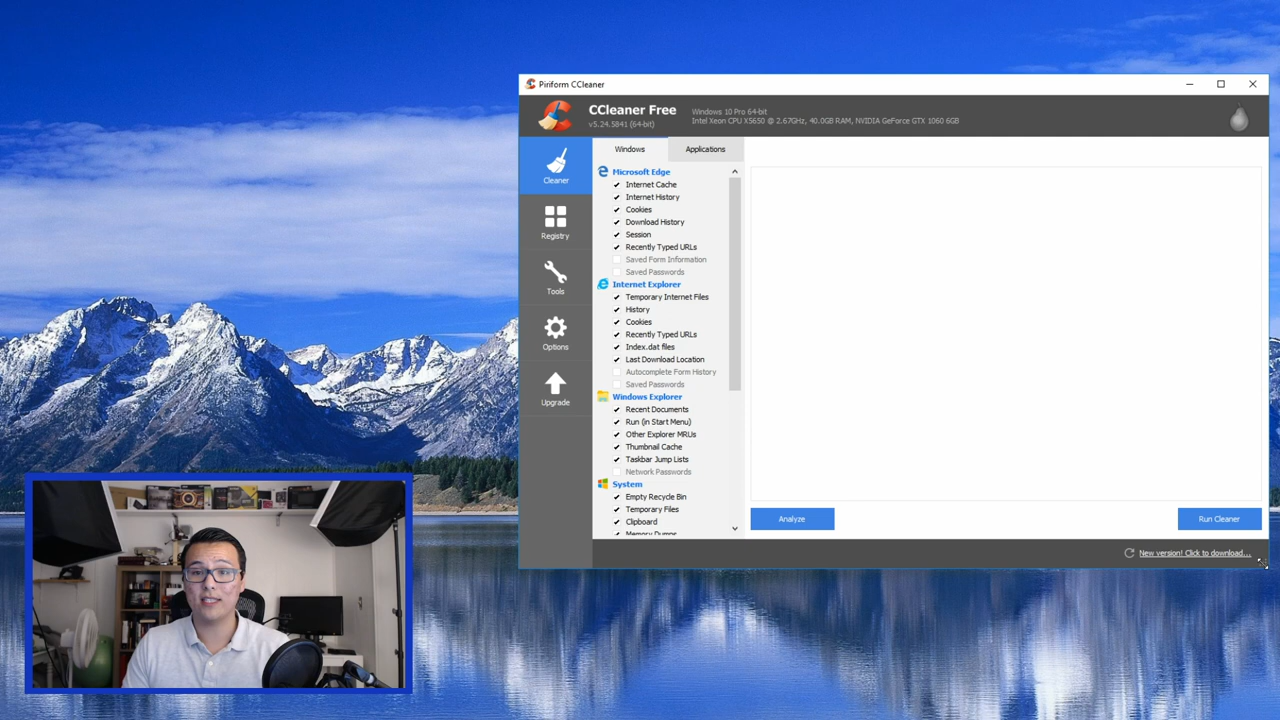 Piriform CCleaner
CCleaner Free
v5.24.5841 (64-bit)
Windows 10 Pro 64-bit
Intel Xeon CPU X5650 @ 2.67GHz, 40.0GB RAM, NVIDIA GeForce GTX 1060 6GB
Cleaner
Registry
Tools
Options
Upgrade
Windows
Applications
Microsoft Edge
Internet Cache
Internet History
Cookies
Download History
Session
Recently Typed URLs
Saved Form Information
Saved Passwords
Internet Explorer
Temporary Internet Files
History
Cookies
Recently Typed URLs
Index.dat files
Last Download Location
Autocomplete Form History
Saved Passwords
Windows Explorer
Recent Documents
Run (in Start Menu)
Other Explorer MRUs
Thumbnail Cache
Taskbar Jump Lists
Network Passwords
System
Empty Recycle Bin
Temporary Files
Clipboard
Memory Dumps
Analyze
Run Cleaner
New version! Click to download...